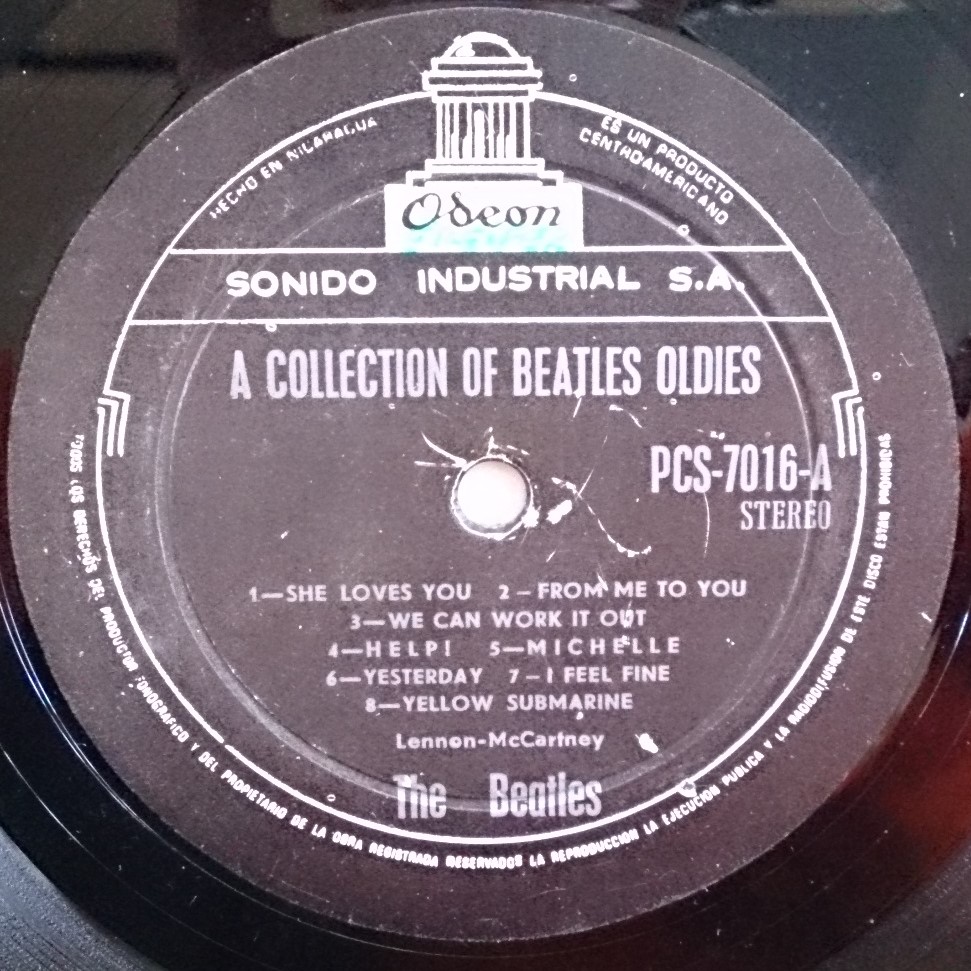 HECHO EN NICARAGUA
ES UN PRODUCTO
CENTROAMERICANO
Odeon
SONIDO INDUSTRIAL S.A.
A COLLECTION OF BEATLES OLDIES
PCS-7016-A
STEREO
1—SHE LOVES YOU 2—FROM ME TO YOU
3—WE CAN WORK IT OUT
4—HELP! 5—MICHELLE
6—YESTERDAY 7—I FEEL FINE
8—YELLOW SUBMARINE
Lennon-McCartney
The Beatles
TODOS LOS DERECHOS DEL PRODUCTOR FONOGRAFICO Y DEL PROPIETARIO DE LA OBRA REGISTRADA RESERVADOS LA REPRODUCCION LA EJECUCION PUBLICA Y LA RADIODIFUSION DE ESTE DISCO ESTAN PROHIBIDAS